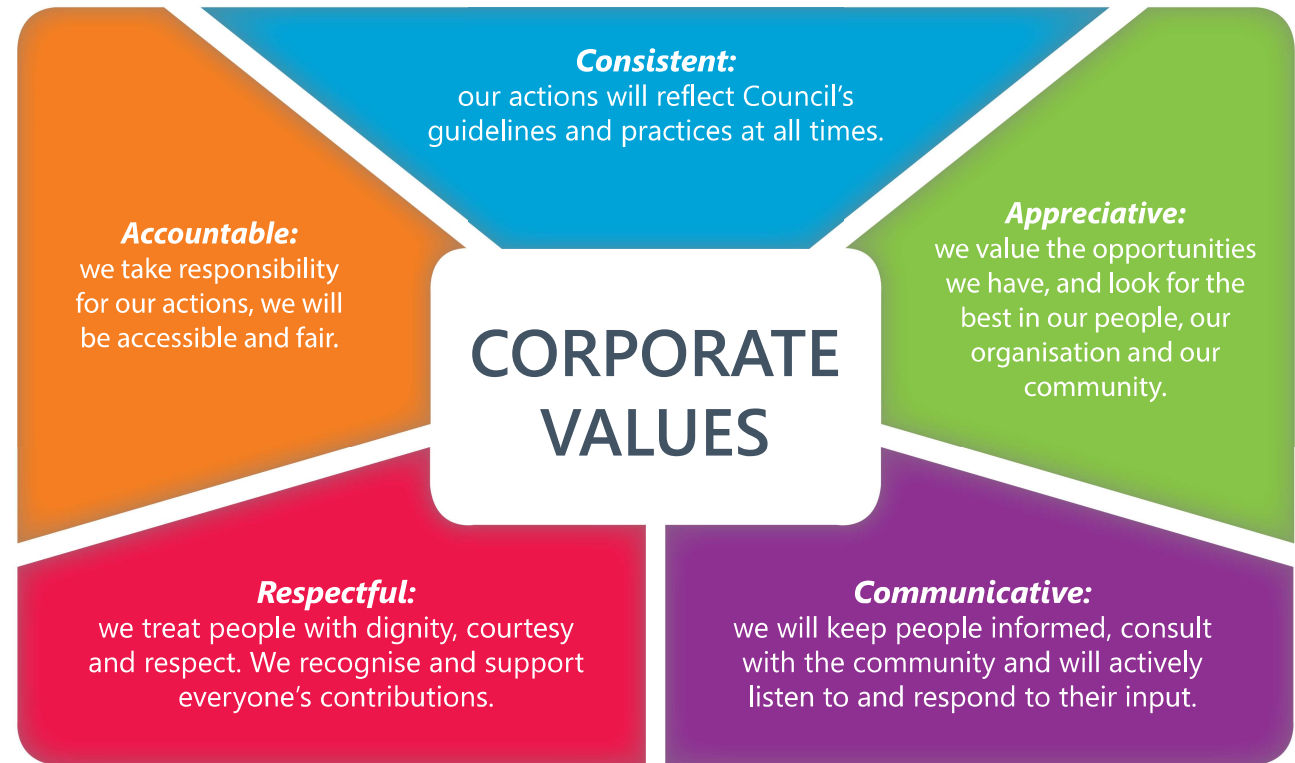 Consistent:
our actions will reflect Council’s
guidelines and practices at all times.
Accountable:
we take responsibility
for our actions, we will
be accessible and fair.
Appreciative:
we value the opportunities
we have, and look for the
best in our people, our
organisation and our
community.
CORPORATE
VALUES
Respectful:
we treat people with dignity, courtesy
and respect. We recognise and support
everyone’s contributions.
Communicative:
we will keep people informed, consult
with the community and will actively
listen to and respond to their input.